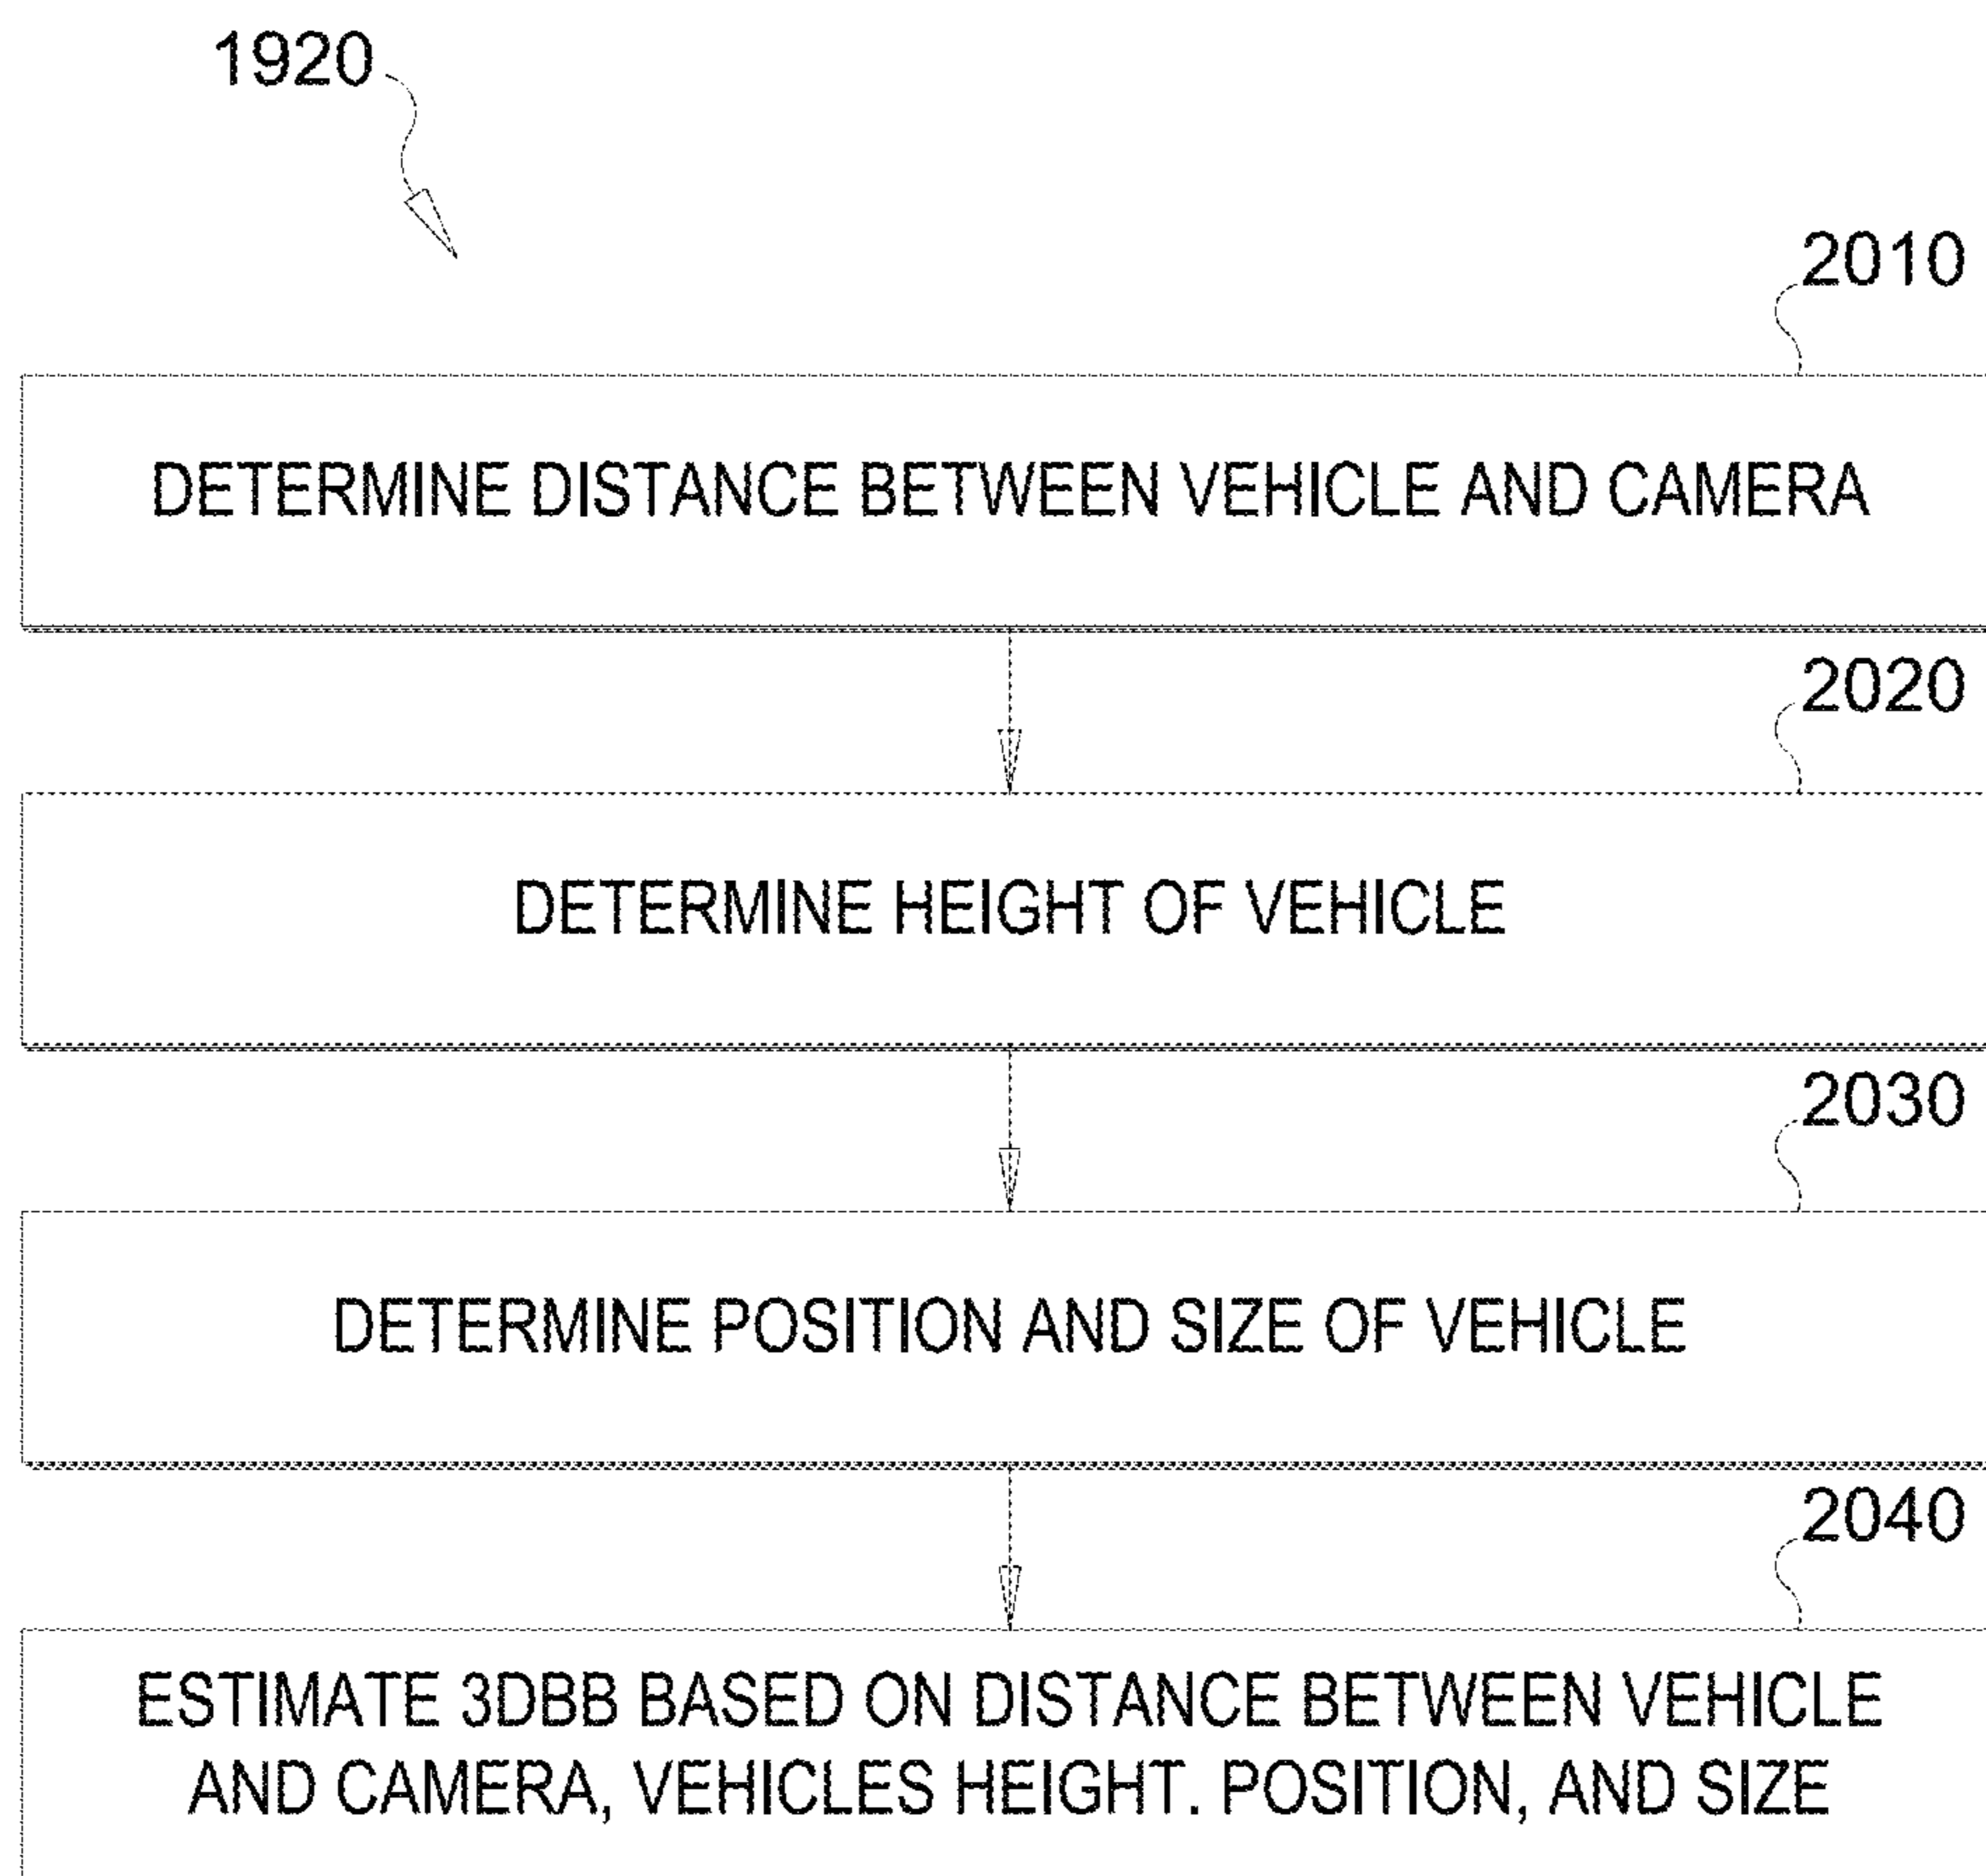 1920
2010
DETERMINE DISTANCE BETWEEN VEHICLE AND CAMERA
2020
DETERMINE HEIGHT OF VEHICLE
2030
DETERMINE POSITION AND SIZE OF VEHICLE
2040
ESTIMATE 3DBB BASED ON DISTANCE BETWEEN VEHICLE
AND CAMERA, VEHICLES HEIGHT. POSITION, AND SIZE